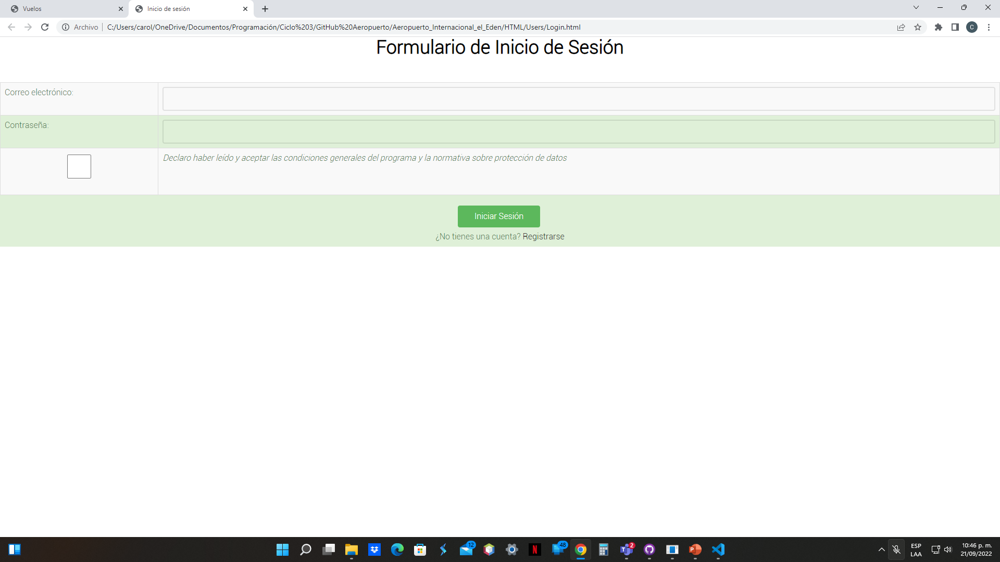 Vuelos
Inicio de sesión
Archivo
C:/Users/carol/OneDrive/Documentos/Programación/Ciclo%203/GitHub%20Aeropuerto/Aeropuerto_Internacional_el_Eden/HTML/Users/Login.html
C
Formulario de Inicio de Sesión
Correo electrónico:
Contraseña:
Declaro haber leído y aceptar las condiciones generales del programa y la normativa sobre protección de datos
Iniciar Sesión
¿No tienes una cuenta? Registrarse
12
N
48
T
2
P
ESP
LAA
10:46 p. m.
21/09/2022